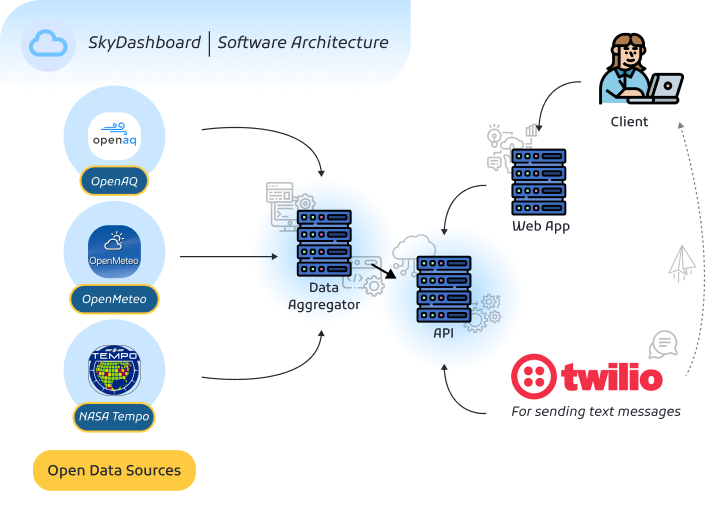 SkyDashboard | Software Architecture
openaq
OpenAQ
OpenMeteo
OpenMeteo
TEMPO
NASA Tempo
Open Data Sources
Data
Aggregator
API
Web App
Client
twilio
For sending text messages